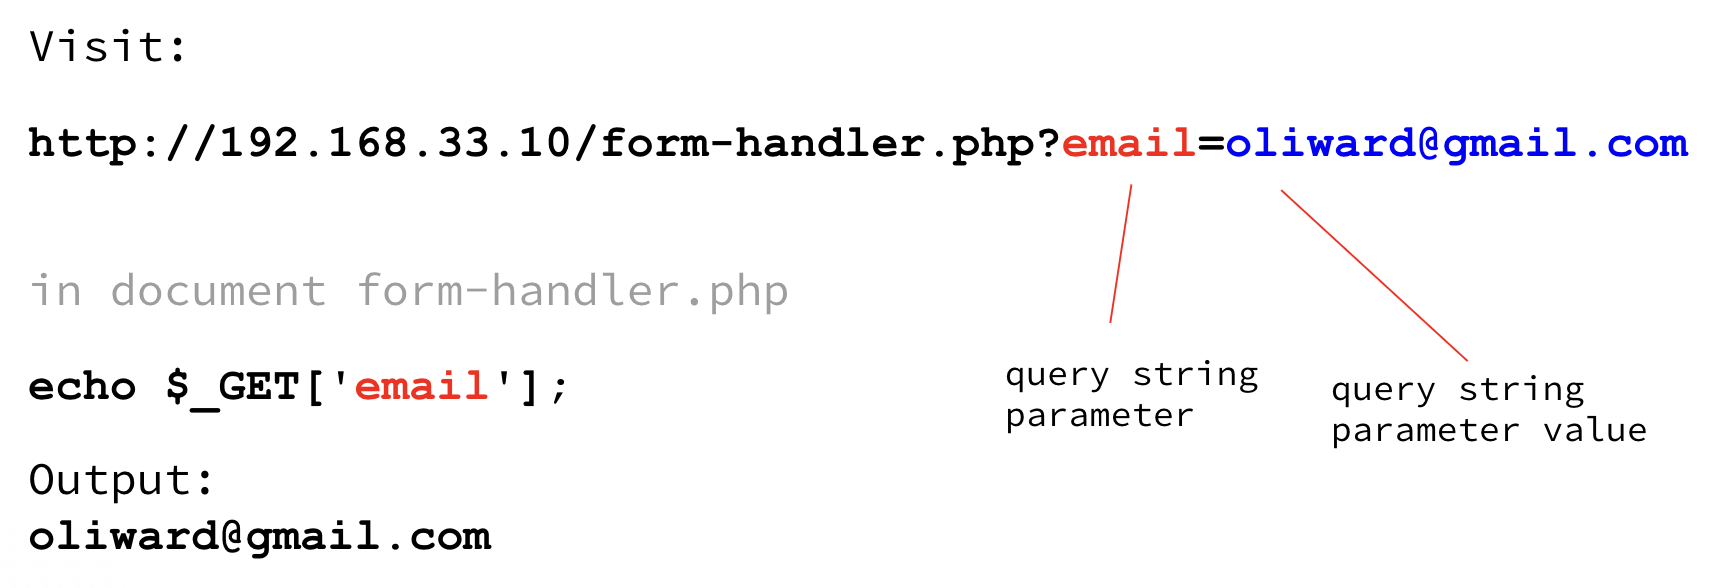 Visit:
http://192.168.33.10/form-handler.php?email=oliward@gmail.com
in document form-handler.php
echo $_GET['email'];
query string
parameter
query string
parameter value
Output:
oliward@gmail.com